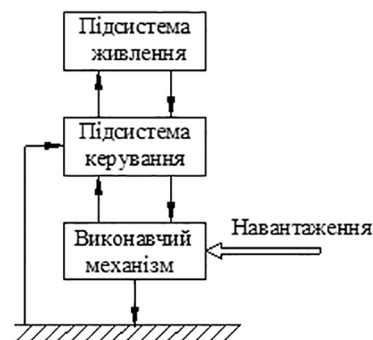 Підсистема
живлення
Підсистема
керування
Навантаження
Виконавчий
механізм